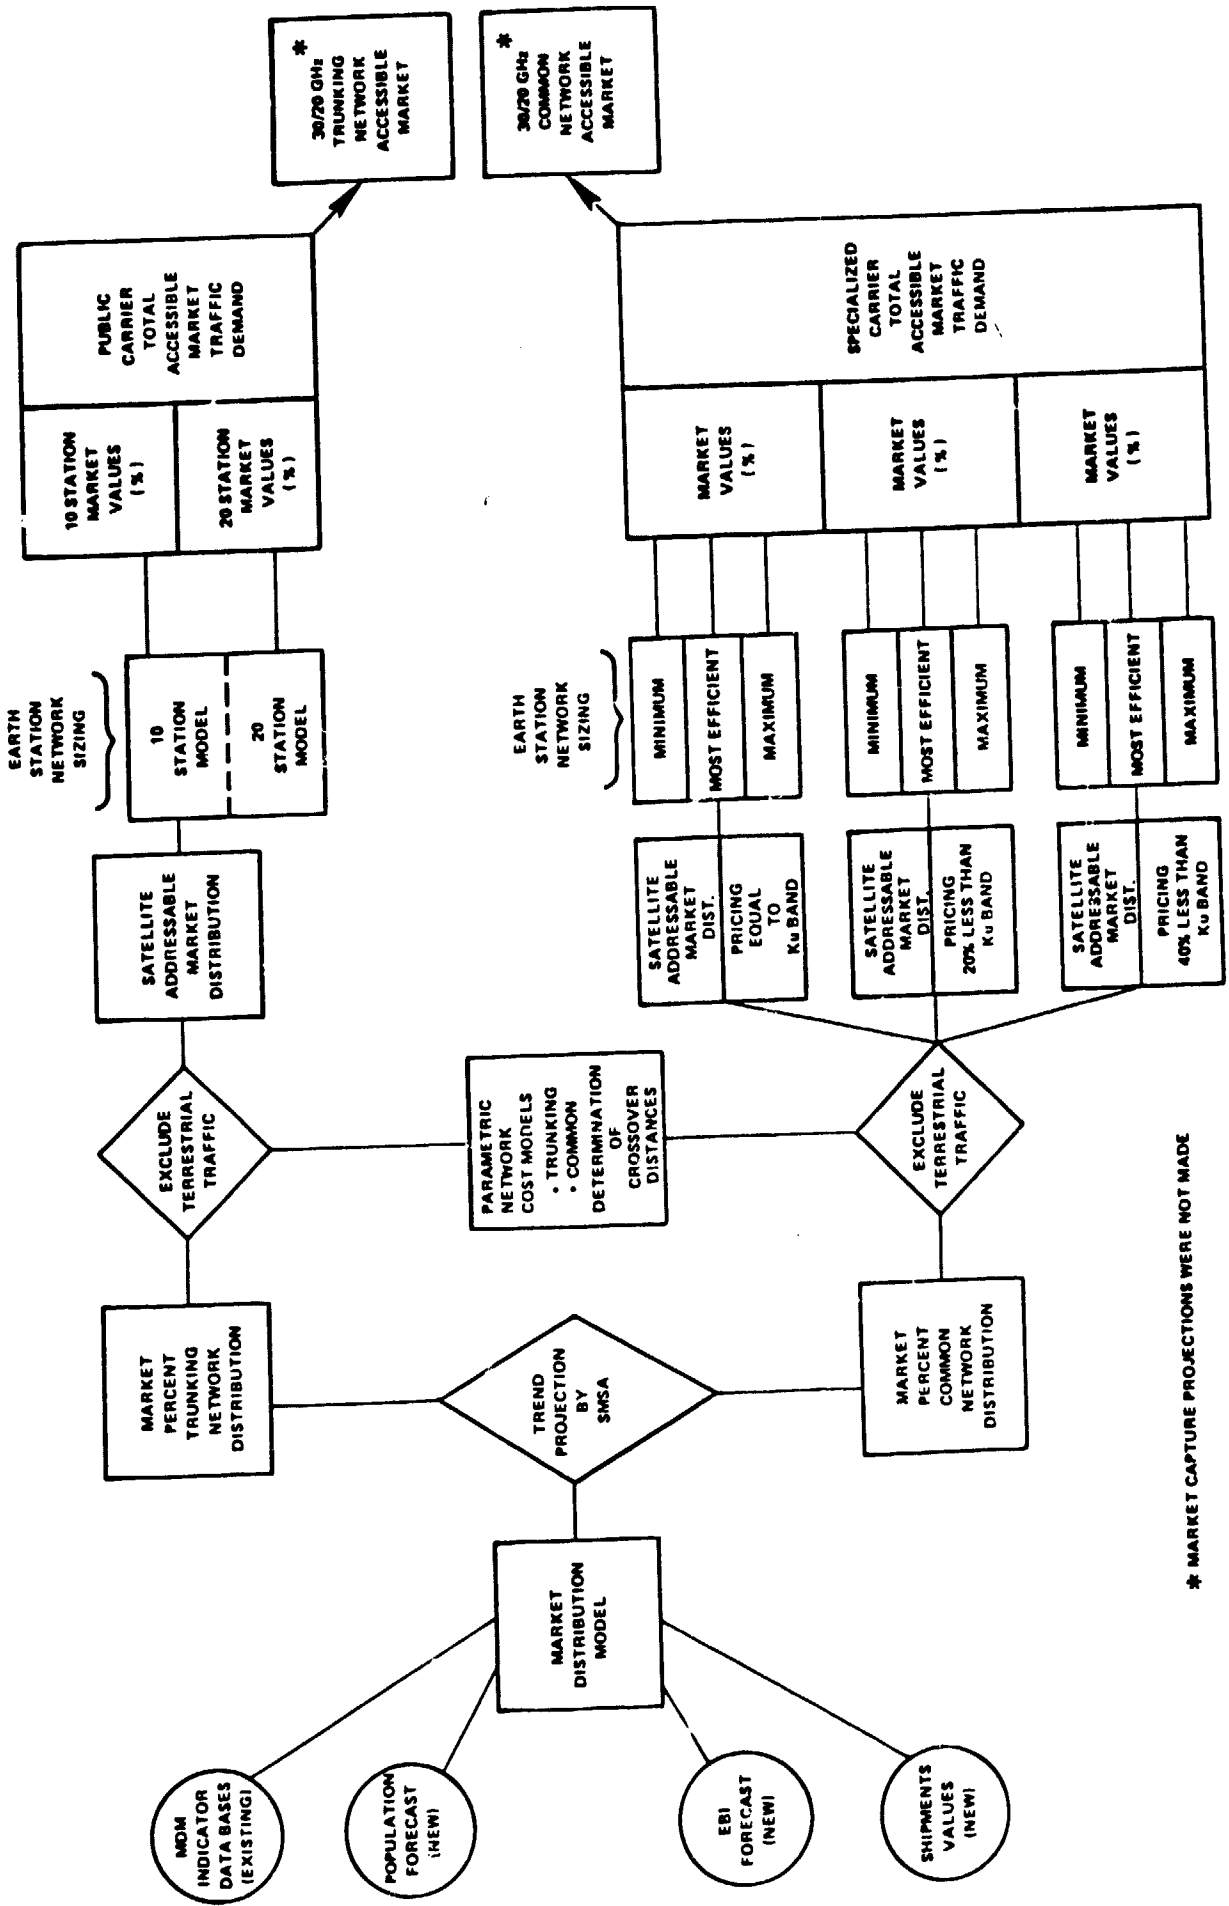 MDM
INDICATOR
DATA BASES
(EXISTING)
POPULATION
FORECAST
(NEW)
EBI
FORECAST
(NEW)
SHIPMENTS
VALUES
(NEW)
MARKET
DISTRIBUTION
MODEL
TREND
PROJECTION
BY
SMSA
MARKET
PERCENT
TRUNKING
NETWORK
DISTRIBUTION
MARKET
PERCENT
COMMON
NETWORK
DISTRIBUTION
EXCLUDE
TERRESTRIAL
TRAFFIC
PARAMETRIC
NETWORK
COST MODELS
• TRUNKING
• COMMON
DETERMINATION
OF
CROSSOVER
DISTANCES
EXCLUDE
TERRESTRIAL
TRAFFIC
SATELLITE
ADDRESSABLE
MARKET
DISTRIBUTION
SATELLITE
ADDRESSABLE
MARKET
DIST.
PRICING
EQUAL
TO
Ku BAND
SATELLITE
ADDRESSABLE
MARKET
DIST.
PRICING
20% LESS THAN
Ku BAND
SATELLITE
ADDRESSABLE
MARKET
DIST.
PRICING
40% LESS THAN
Ku BAND
EARTH
STATION
NETWORK
SIZING
10
STATION
MODEL
20
STATION
MODEL
EARTH
STATION
NETWORK
SIZING
MINIMUM
MOST EFFICIENT
MAXIMUM
MINIMUM
MOST EFFICIENT
MAXIMUM
MINIMUM
MOST EFFICIENT
MAXIMUM
10 STATION
MARKET
VALUES
(%)
20 STATION
MARKET
VALUES
(%)
MARKET
VALUES
(%)
MARKET
VALUES
(%)
MARKET
VALUES
(%)
PUBLIC
CARRIER
TOTAL
ACCESSIBLE
MARKET
TRAFFIC
DEMAND
SPECIALIZED
CARRIER
TOTAL
ACCESSIBLE
MARKET
TRAFFIC
DEMAND
*
30/20 GHz
TRUNKING
NETWORK
ACCESSIBLE
MARKET
*
30/20 GHz
COMMON
NETWORK
ACCESSIBLE
MARKET
* MARKET CAPTURE PROJECTIONS WERE NOT MADE